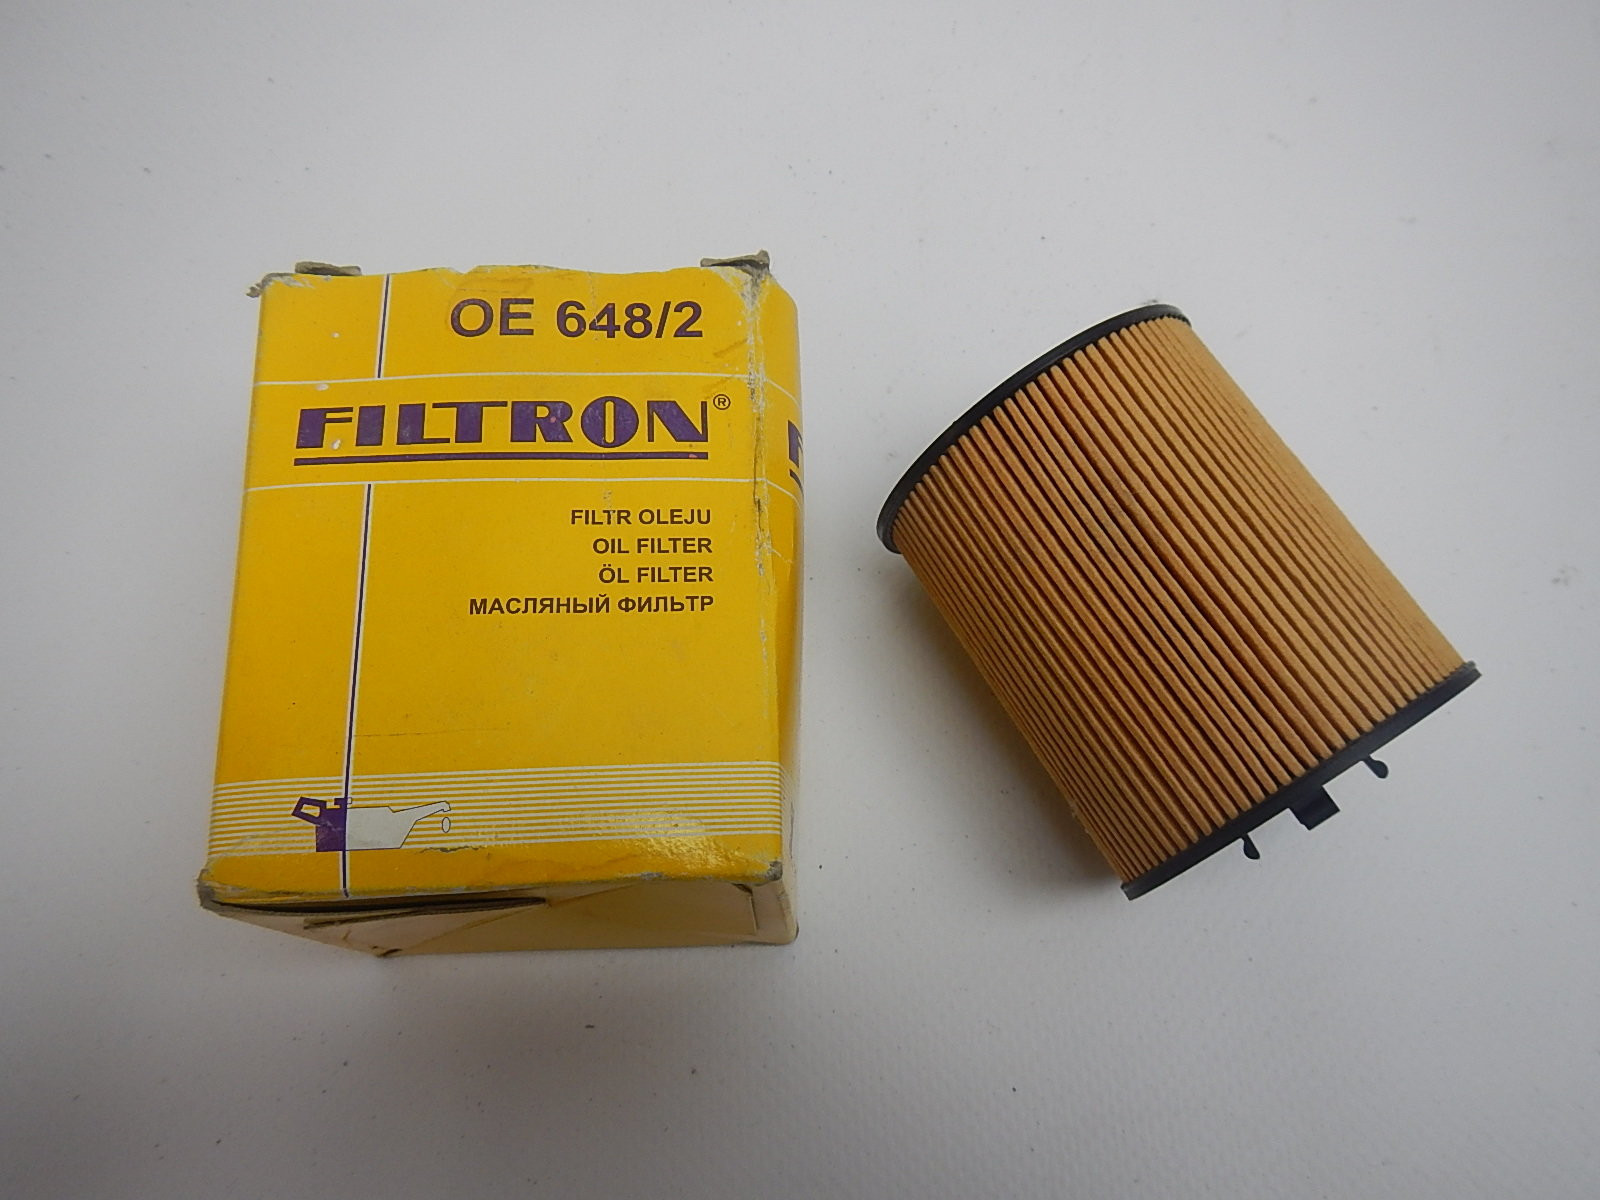 OE 648/2
FILTRON®
FILTR OLEJU
OIL FILTER
ÖL FILTER
МАСЛЯНЫЙ ФИЛЬТР